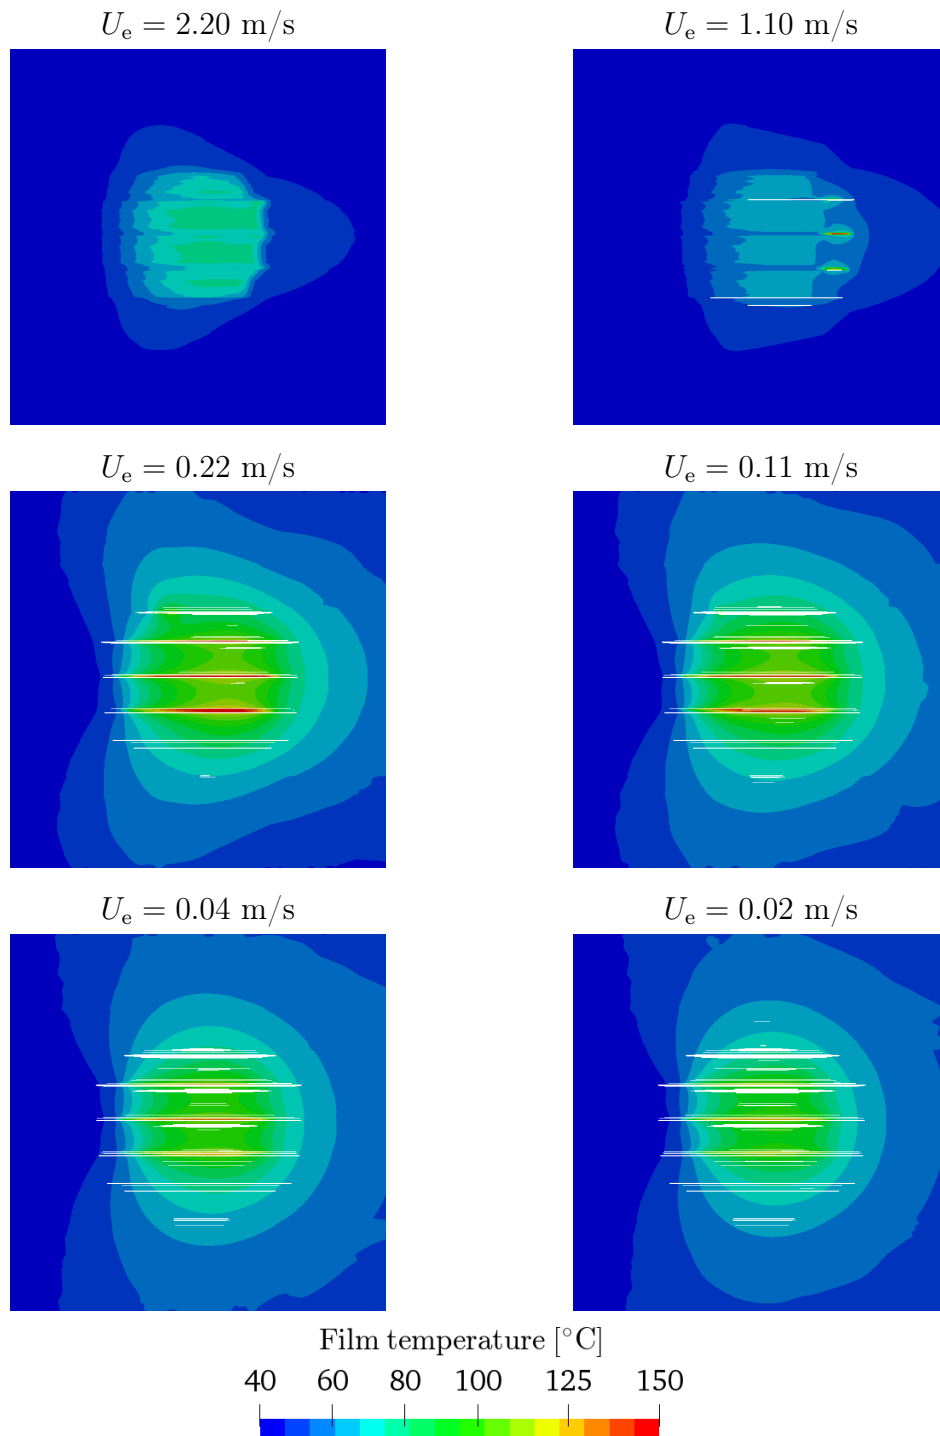 U_e = 2.20 m/s
U_e = 1.10 m/s
U_e = 0.22 m/s
U_e = 0.11 m/s
U_e = 0.04 m/s
U_e = 0.02 m/s
Film temperature [°C]
40 60 80 100 125 150